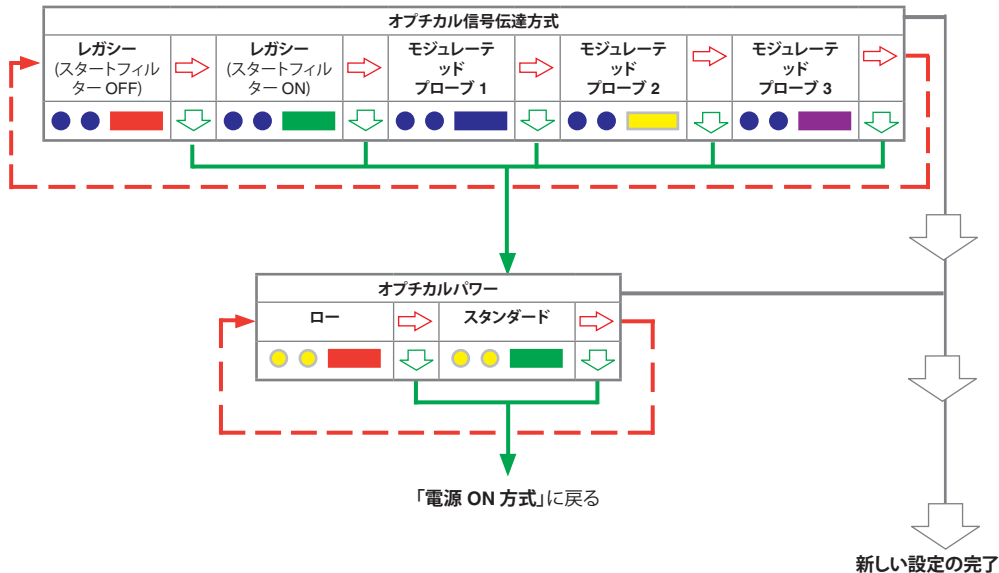 オプチカル信号伝達方式
レガシー
(スタートフィル
ター OFF)
レガシー
(スタートフィル
ター ON)
モジュレーテ
ッド
プローブ 1
モジュレーテ
ッド
プローブ 2
モジュレーテ
ッド
プローブ 3
オプチカルパワー
ロー
スタンダード
「電源 ON 方式」に戻る
新しい設定の完了